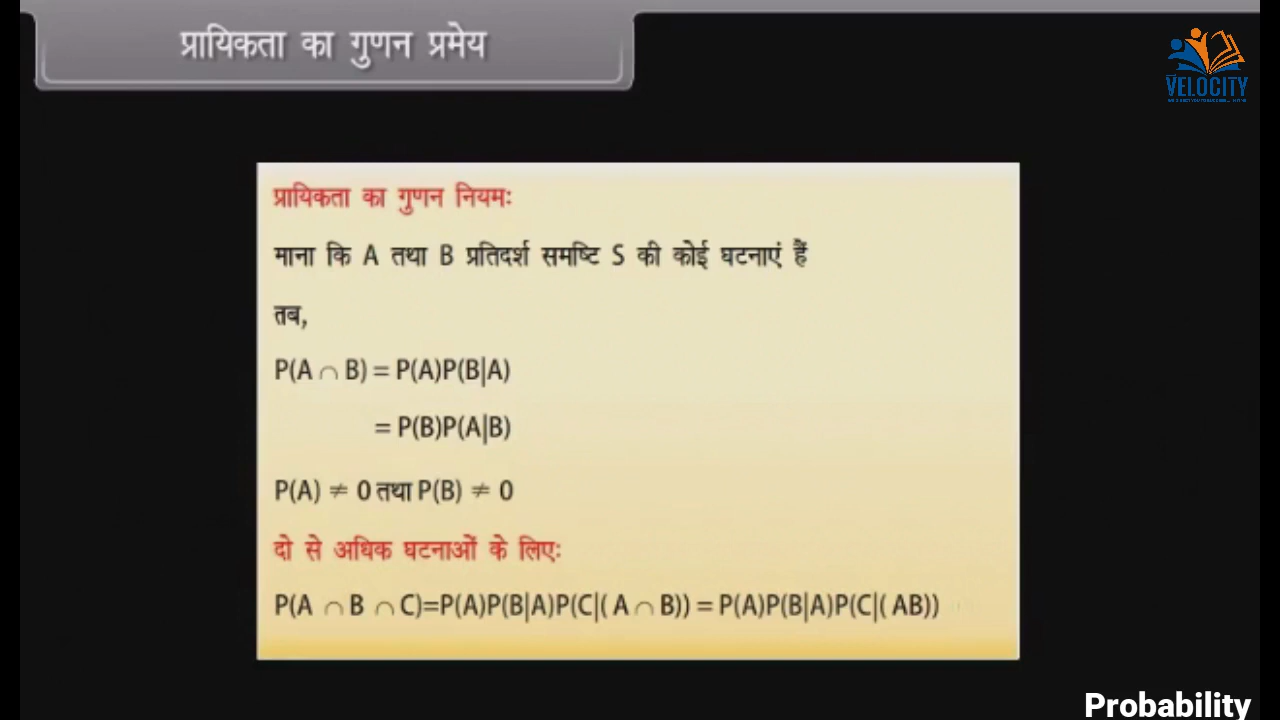 प्रायिकता का गुणन प्रमेय
VELOCITY
प्रायिकता का गुणन नियमः
माना कि A तथा B प्रतिदर्श समष्टि S की कोई घटनाएं हैं
तब,
P(A ∩ B) = P(A)P(B|A)
= P(B)P(A|B)
P(A) ≠ 0 तथा P(B) ≠ 0
दो से अधिक घटनाओं के लिएः
P(A ∩ B ∩ C)=P(A)P(B|A)P(C|( A ∩ B)) = P(A)P(B|A)P(C|( AB))
Probability